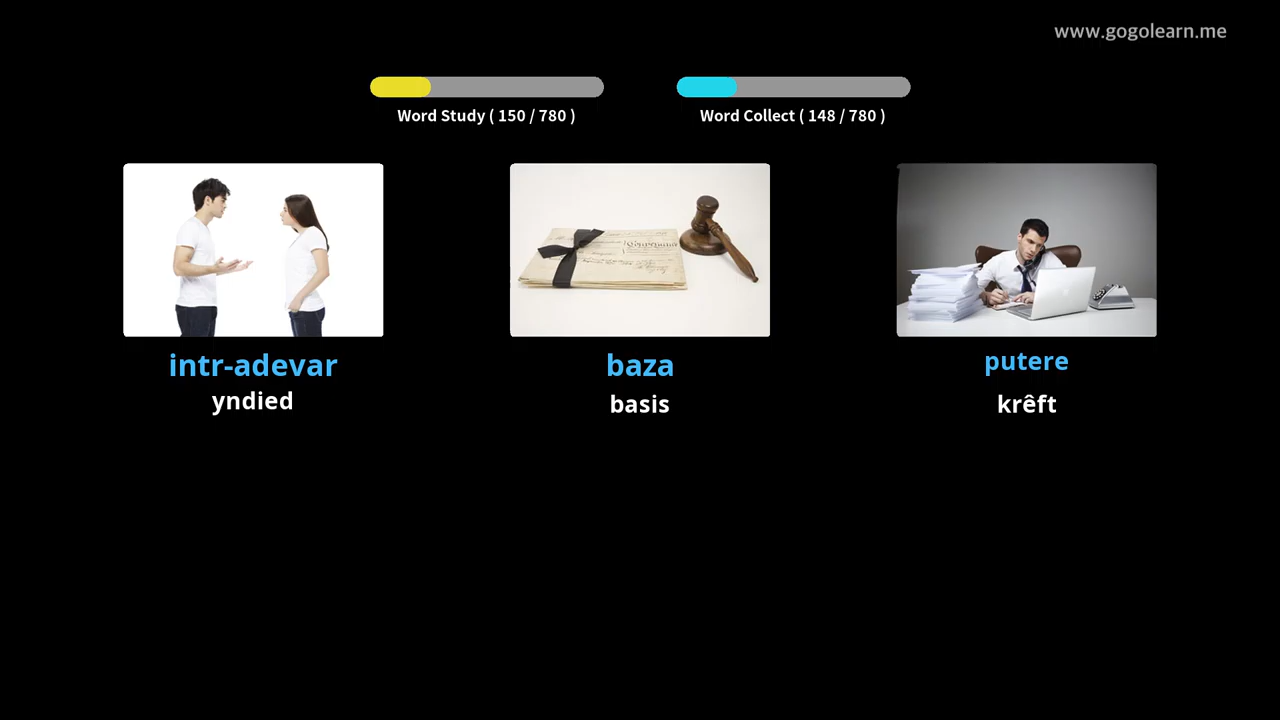 www.gogolearn.me
Word Study ( 150 / 780 )
Word Collect ( 148 / 780 )
intr-adevar
baza
putere
yndied
basis
krêft